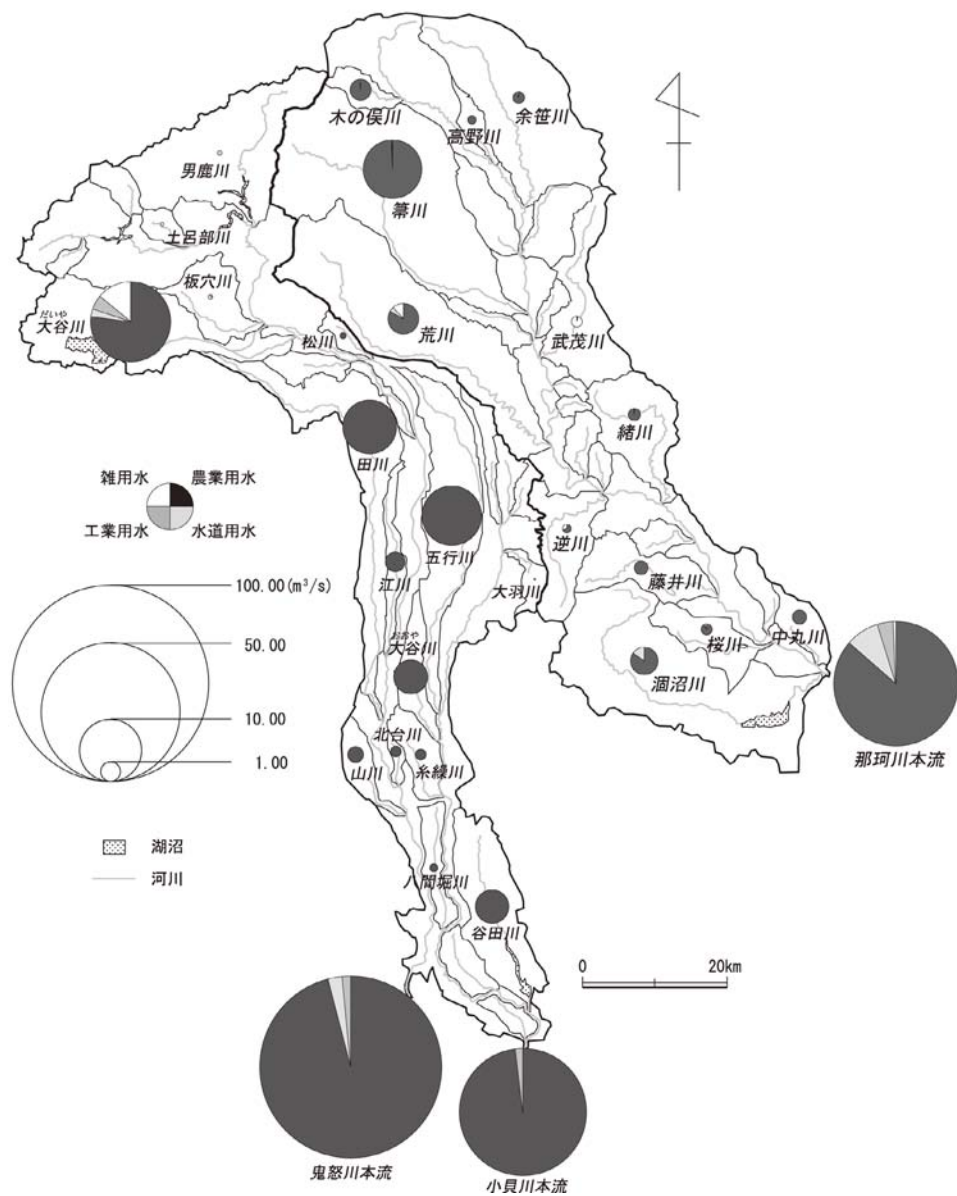 木の俣川
余笹川
高野川
箒川
男鹿川
土呂部川
板穴川
だいや
大谷川
松川
荒川
武茂川
緒川
田川
雑用水 農業用水
工業用水 水道用水
五行川
逆川
江川
大羽川
藤井川
100.00(m³/s)
50.00
10.00
1.00
おおや
大谷川
桜川
中丸川
涸沼川
那珂川本流
北台川
山川
糸繰川
湖沼
河川
八間堀川
谷田川
0 20km
鬼怒川本流
小貝川本流